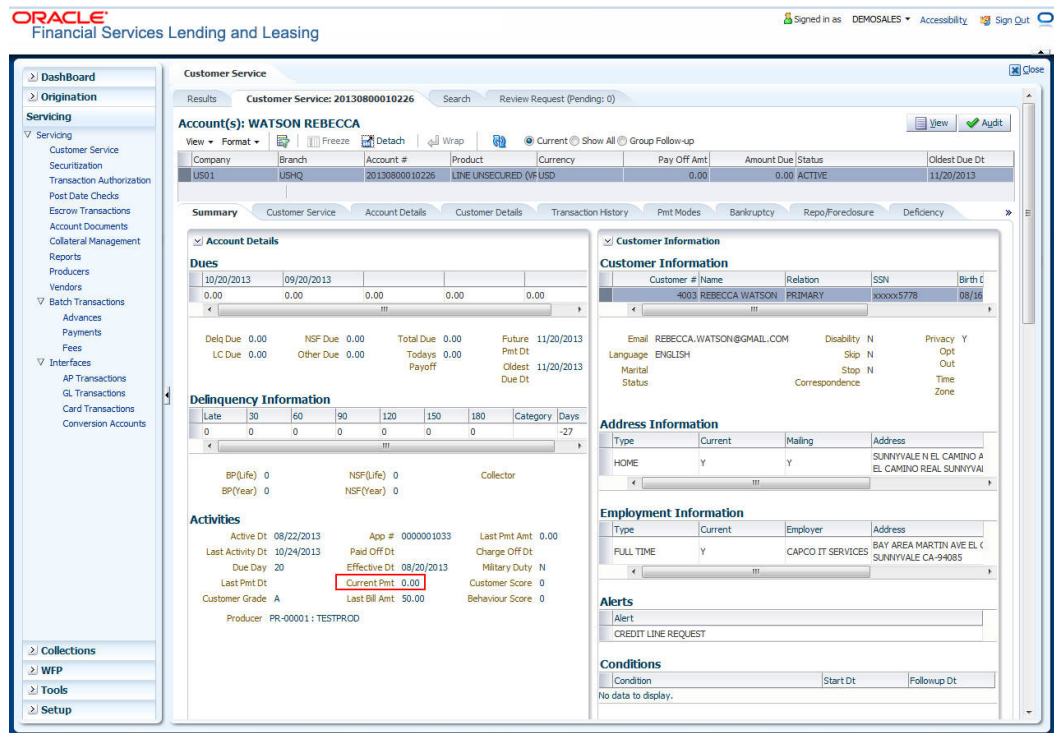 ORACLE
Financial Services Lending and Leasing
Signed in as DEMOSALES Accessibility Sign Out
Close
DashBoard
Origination
Servicing
Servicing
Customer Service
Securitization
Transaction Authorization
Post Date Checks
Escrow Transactions
Account Documents
Collateral Management
Reports
Producers
Vendors
Batch Transactions
Advances
Payments
Fees
Interfaces
AP Transactions
GL Transactions
Card Transactions
Conversion Accounts
Collections
WFP
Tools
Setup
Customer Service
Results Customer Service: 20130800010226 Search Review Request (Pending: 0)
Account(s): WATSON REBECCA
View Audit
View Format Freeze Detach Wrap Current Show All Group Follow-up
Company Branch Account # Product Currency Pay Off Amt Amount Due Status Oldest Due Dt
US01 USHQ 20130800010226 LINE UNSECURED (VF USD 0.00 0.00 ACTIVE 11/20/2013
Summary Customer Service Account Details Customer Details Transaction History Pmt Modes Bankruptcy Repo/Foreclosure Deficiency »
Account Details
Dues
10/20/2013 09/20/2013
0.00 0.00 0.00 0.00 0.00
Delq Due 0.00 NSF Due 0.00 Total Due 0.00 Future Pmt Dt 11/20/2013
LC Due 0.00 Other Due 0.00 Todays Payoff 0.00 Oldest Due Dt 11/20/2013
Delinquency Information
Late 30 60 90 120 150 180 Category Days
0 0 0 0 0 0 0 -27
BP(Life) 0 NSF(Life) 0 Collector
BP(Year) 0 NSF(Year) 0
Activities
Active Dt 08/22/2013 App # 0000001033 Last Pmt Amt 0.00
Last Activity Dt 10/24/2013 Paid Off Dt Charge Off Dt
Due Day 20 Effective Dt 08/20/2013 Military Duty N
Last Pmt Dt Current Pmt 0.00 Customer Score 0
Customer Grade A Last Bill Amt 50.00 Behaviour Score 0
Producer PR-00001 : TESTPROD
Customer Information
Customer Information
Customer # Name Relation SSN Birth D
4003 REBECCA WATSON PRIMARY xxxxx5778 08/16
Email REBECCA.WATSON@GMAIL.COM Disability N Privacy Opt Out Y
Language ENGLISH Skip N
Marital Status Stop Correspondence N Time Zone
Address Information
Type Current Mailing Address
HOME Y Y SUNNYVALE N EL CAMINO A
EL CAMINO REAL SUNNYVAL
Employment Information
Type Current Employer Address
FULL TIME Y CAPCO IT SERVICES BAY AREA MARTIN AVE EL C
SUNNYVALE CA-94085
Alerts
Alert
CREDIT LINE REQUEST
Conditions
Condition Start Dt Followup Dt
No data to display.